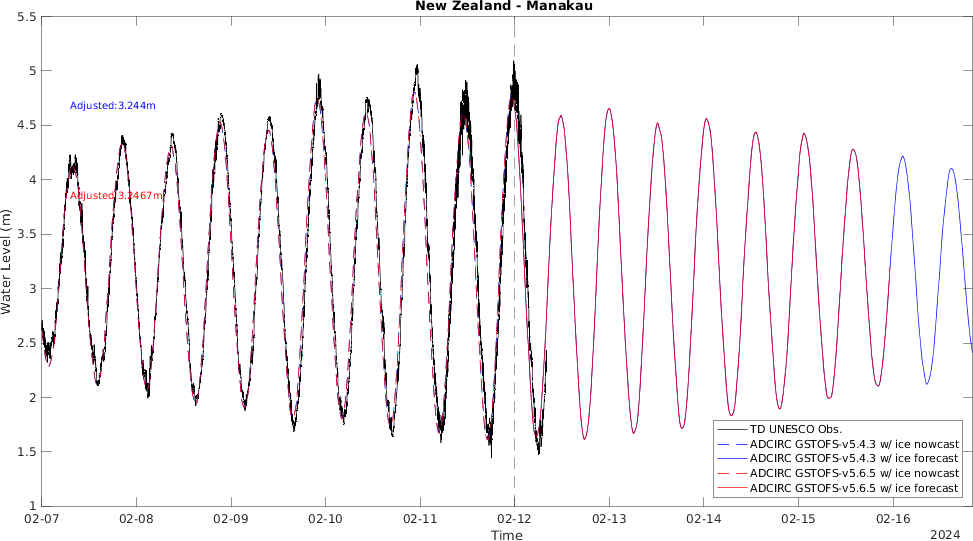 New Zealand - Manakau
5.5
5
4.5
4
3.5
3
2.5
2
1.5
1
Water Level (m)
Adjusted:3.244m
Adjusted:3.2467m
TD UNESCO Obs.
ADCIRC GSTOFS-v5.4.3 w/ ice nowcast
ADCIRC GSTOFS-v5.4.3 w/ ice forecast
ADCIRC GSTOFS-v5.6.5 w/ ice nowcast
ADCIRC GSTOFS-v5.6.5 w/ ice forecast
02-07 02-08 02-09 02-10 02-11 02-12 02-13 02-14 02-15 02-16
Time
2024